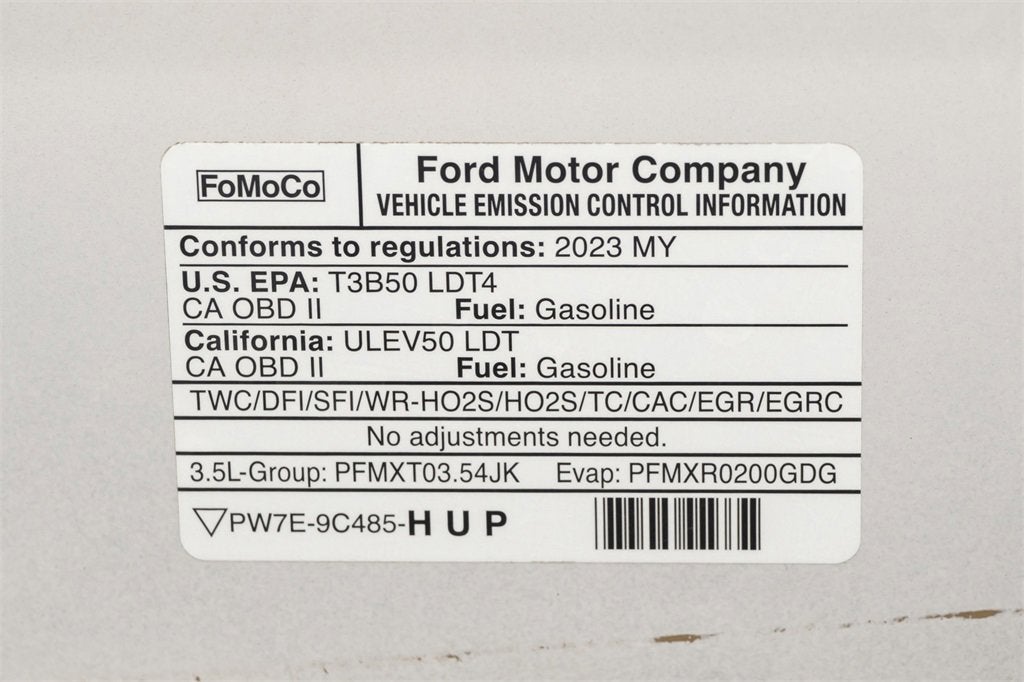 FoMoCo
Ford Motor Company
VEHICLE EMISSION CONTROL INFORMATION
Conforms to regulations: 2023 MY
U.S. EPA: T3B50 LDT4
CA OBD II Fuel: Gasoline
California: ULEV50 LDT
CA OBD II Fuel: Gasoline
TWC/DFI/SFI/WR-HO2S/HO2S/TC/CAC/EGR/EGRC
No adjustments needed.
3.5L-Group: PFMXT03.54JK Evap: PFMXR0200GDG
PW7E-9C485-H U P